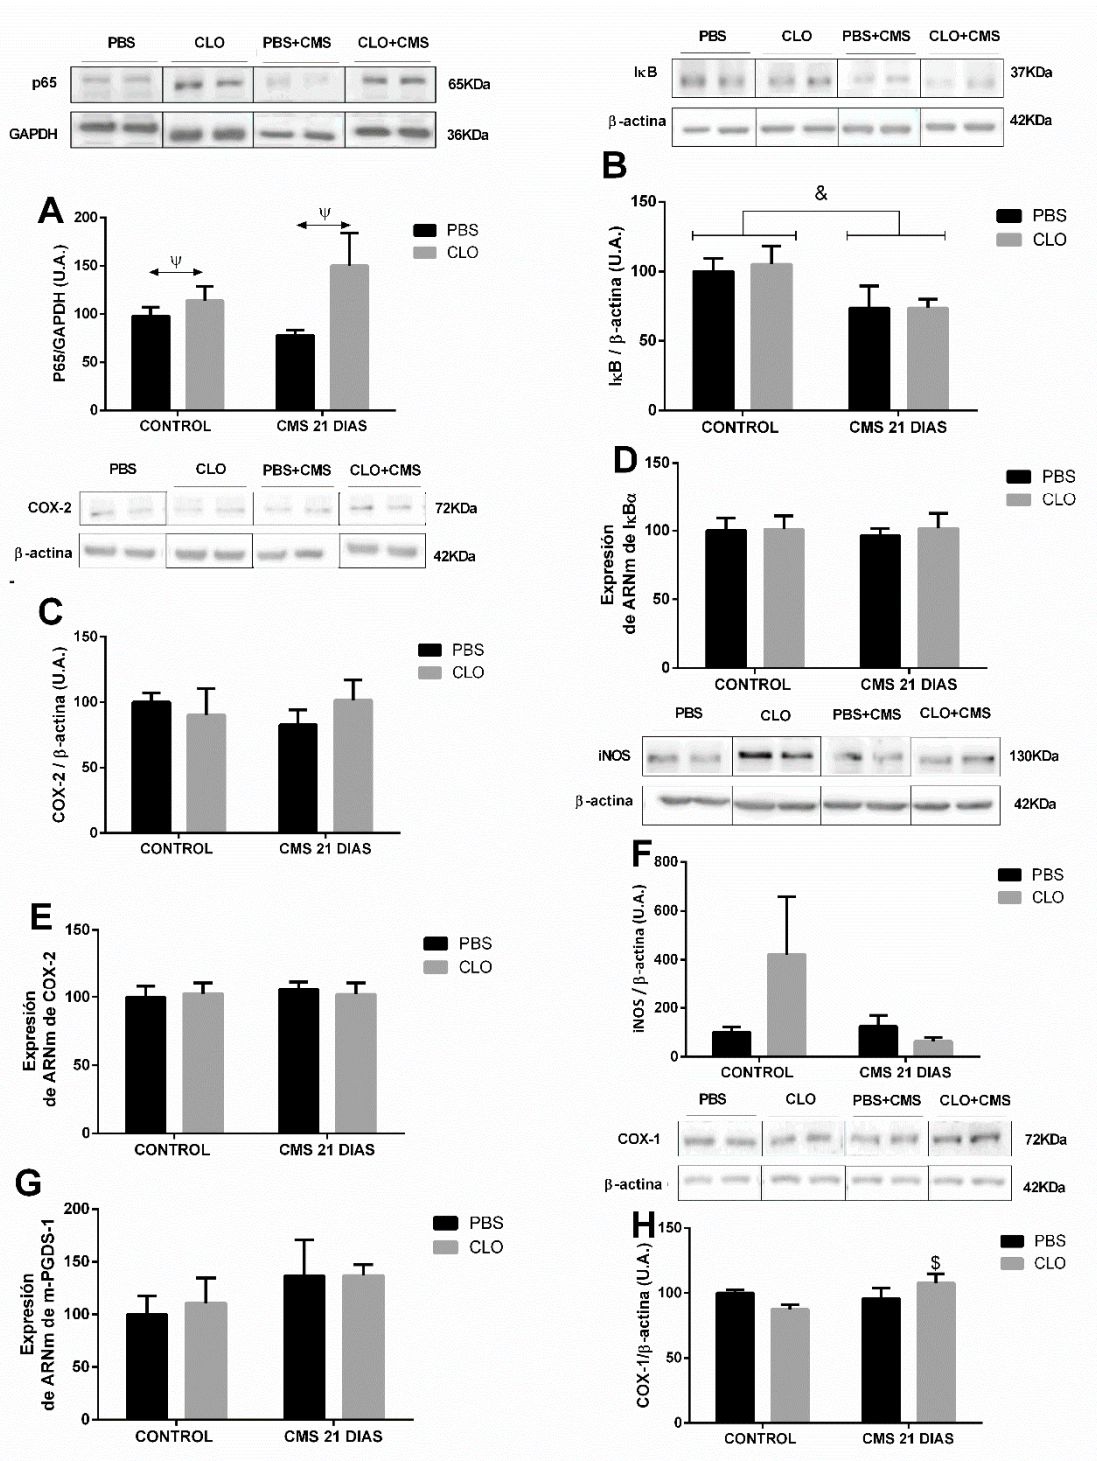 PBS CLO PBS+CMS CLO+CMS
p65 65KDa
GAPDH 36KDa
PBS CLO PBS+CMS CLO+CMS
IκB 37KDa
β-actina 42KDa
A
P65/GAPDH (U.A.)
200
150
100
50
0
ψ
ψ
PBS
CLO
CONTROL CMS 21 DIAS
B
IκB / β-actina (U.A.)
150
100
50
0
&
PBS
CLO
CONTROL CMS 21 DIAS
PBS CLO PBS+CMS CLO+CMS
COX-2 72KDa
β-actina 42KDa
-
C
COX-2 / β-actina (U.A.)
150
100
50
0
PBS
CLO
CONTROL CMS 21 DIAS
D
Expresión
de ARNm de IκBα
150
100
50
0
PBS
CLO
CONTROL CMS 21 DIAS
PBS CLO PBS+CMS CLO+CMS
iNOS 130KDa
β-actina 42KDa
E
Expresión
de ARNm de COX-2
150
100
50
0
PBS
CLO
CONTROL CMS 21 DIAS
F
iNOS / β-actina (U.A.)
800
600
400
200
0
PBS
CLO
CONTROL CMS 21 DIAS
PBS CLO PBS+CMS CLO+CMS
COX-1 72KDa
β-actina 42KDa
G
Expresión
de ARNm de m-PGDS-1
200
150
100
50
0
PBS
CLO
CONTROL CMS 21 DIAS
H
COX-1/β-actina (U.A.)
150
100
50
0
$
PBS
CLO
CONTROL CMS 21 DIAS